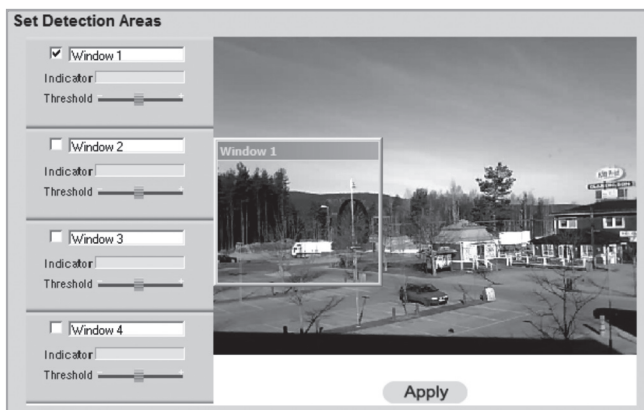 Set Detection Areas
Window 1
Indicator
Threshold - +
Window 2
Indicator
Threshold - +
Window 3
Indicator
Threshold - +
Window 4
Indicator
Threshold - +
Window 1
Apply